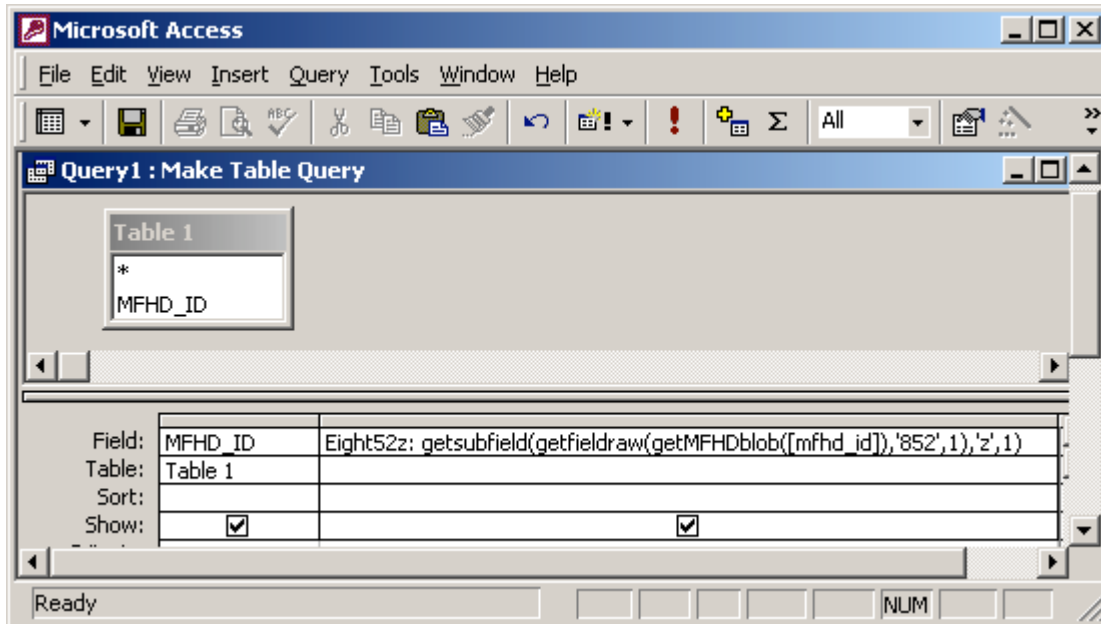 Microsoft Access
File Edit View Insert Query Tools Window Help
ABC All
Query1 : Make Table Query
Table 1
*
MFHD_ID
Field: MFHD_ID Eight52z: getsubfield(getfieldraw(getMFHDblob([mfhd_id]),'852',1),'z',1)
Table: Table 1
Sort:
Show:
Ready NUM